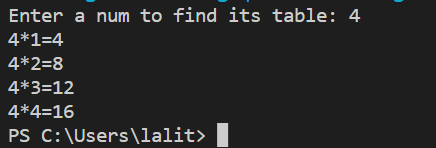 Enter a num to find its table: 4
4*1=4
4*2=8
4*3=12
4*4=16
PS C:\Users\lalit>